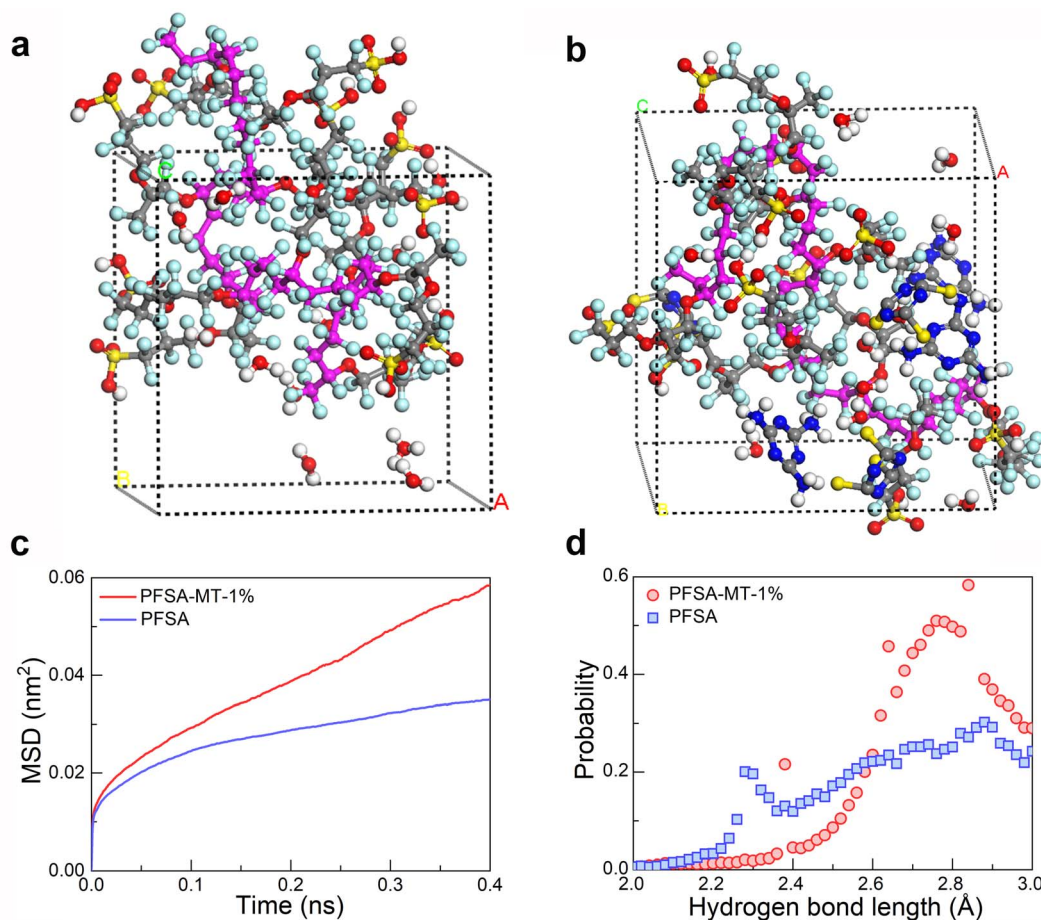 a
b
C
B
A
C
A
B
c
d
0.06
0.04
0.02
0.00
MSD (nm²)
PFSA-MT-1%
PFSA
0.0
0.1
0.2
0.3
0.4
Time (ns)
0.6
0.4
0.2
0.0
Probability
PFSA-MT-1%
PFSA
2.0
2.2
2.4
2.6
2.8
3.0
Hydrogen bond length (Å)